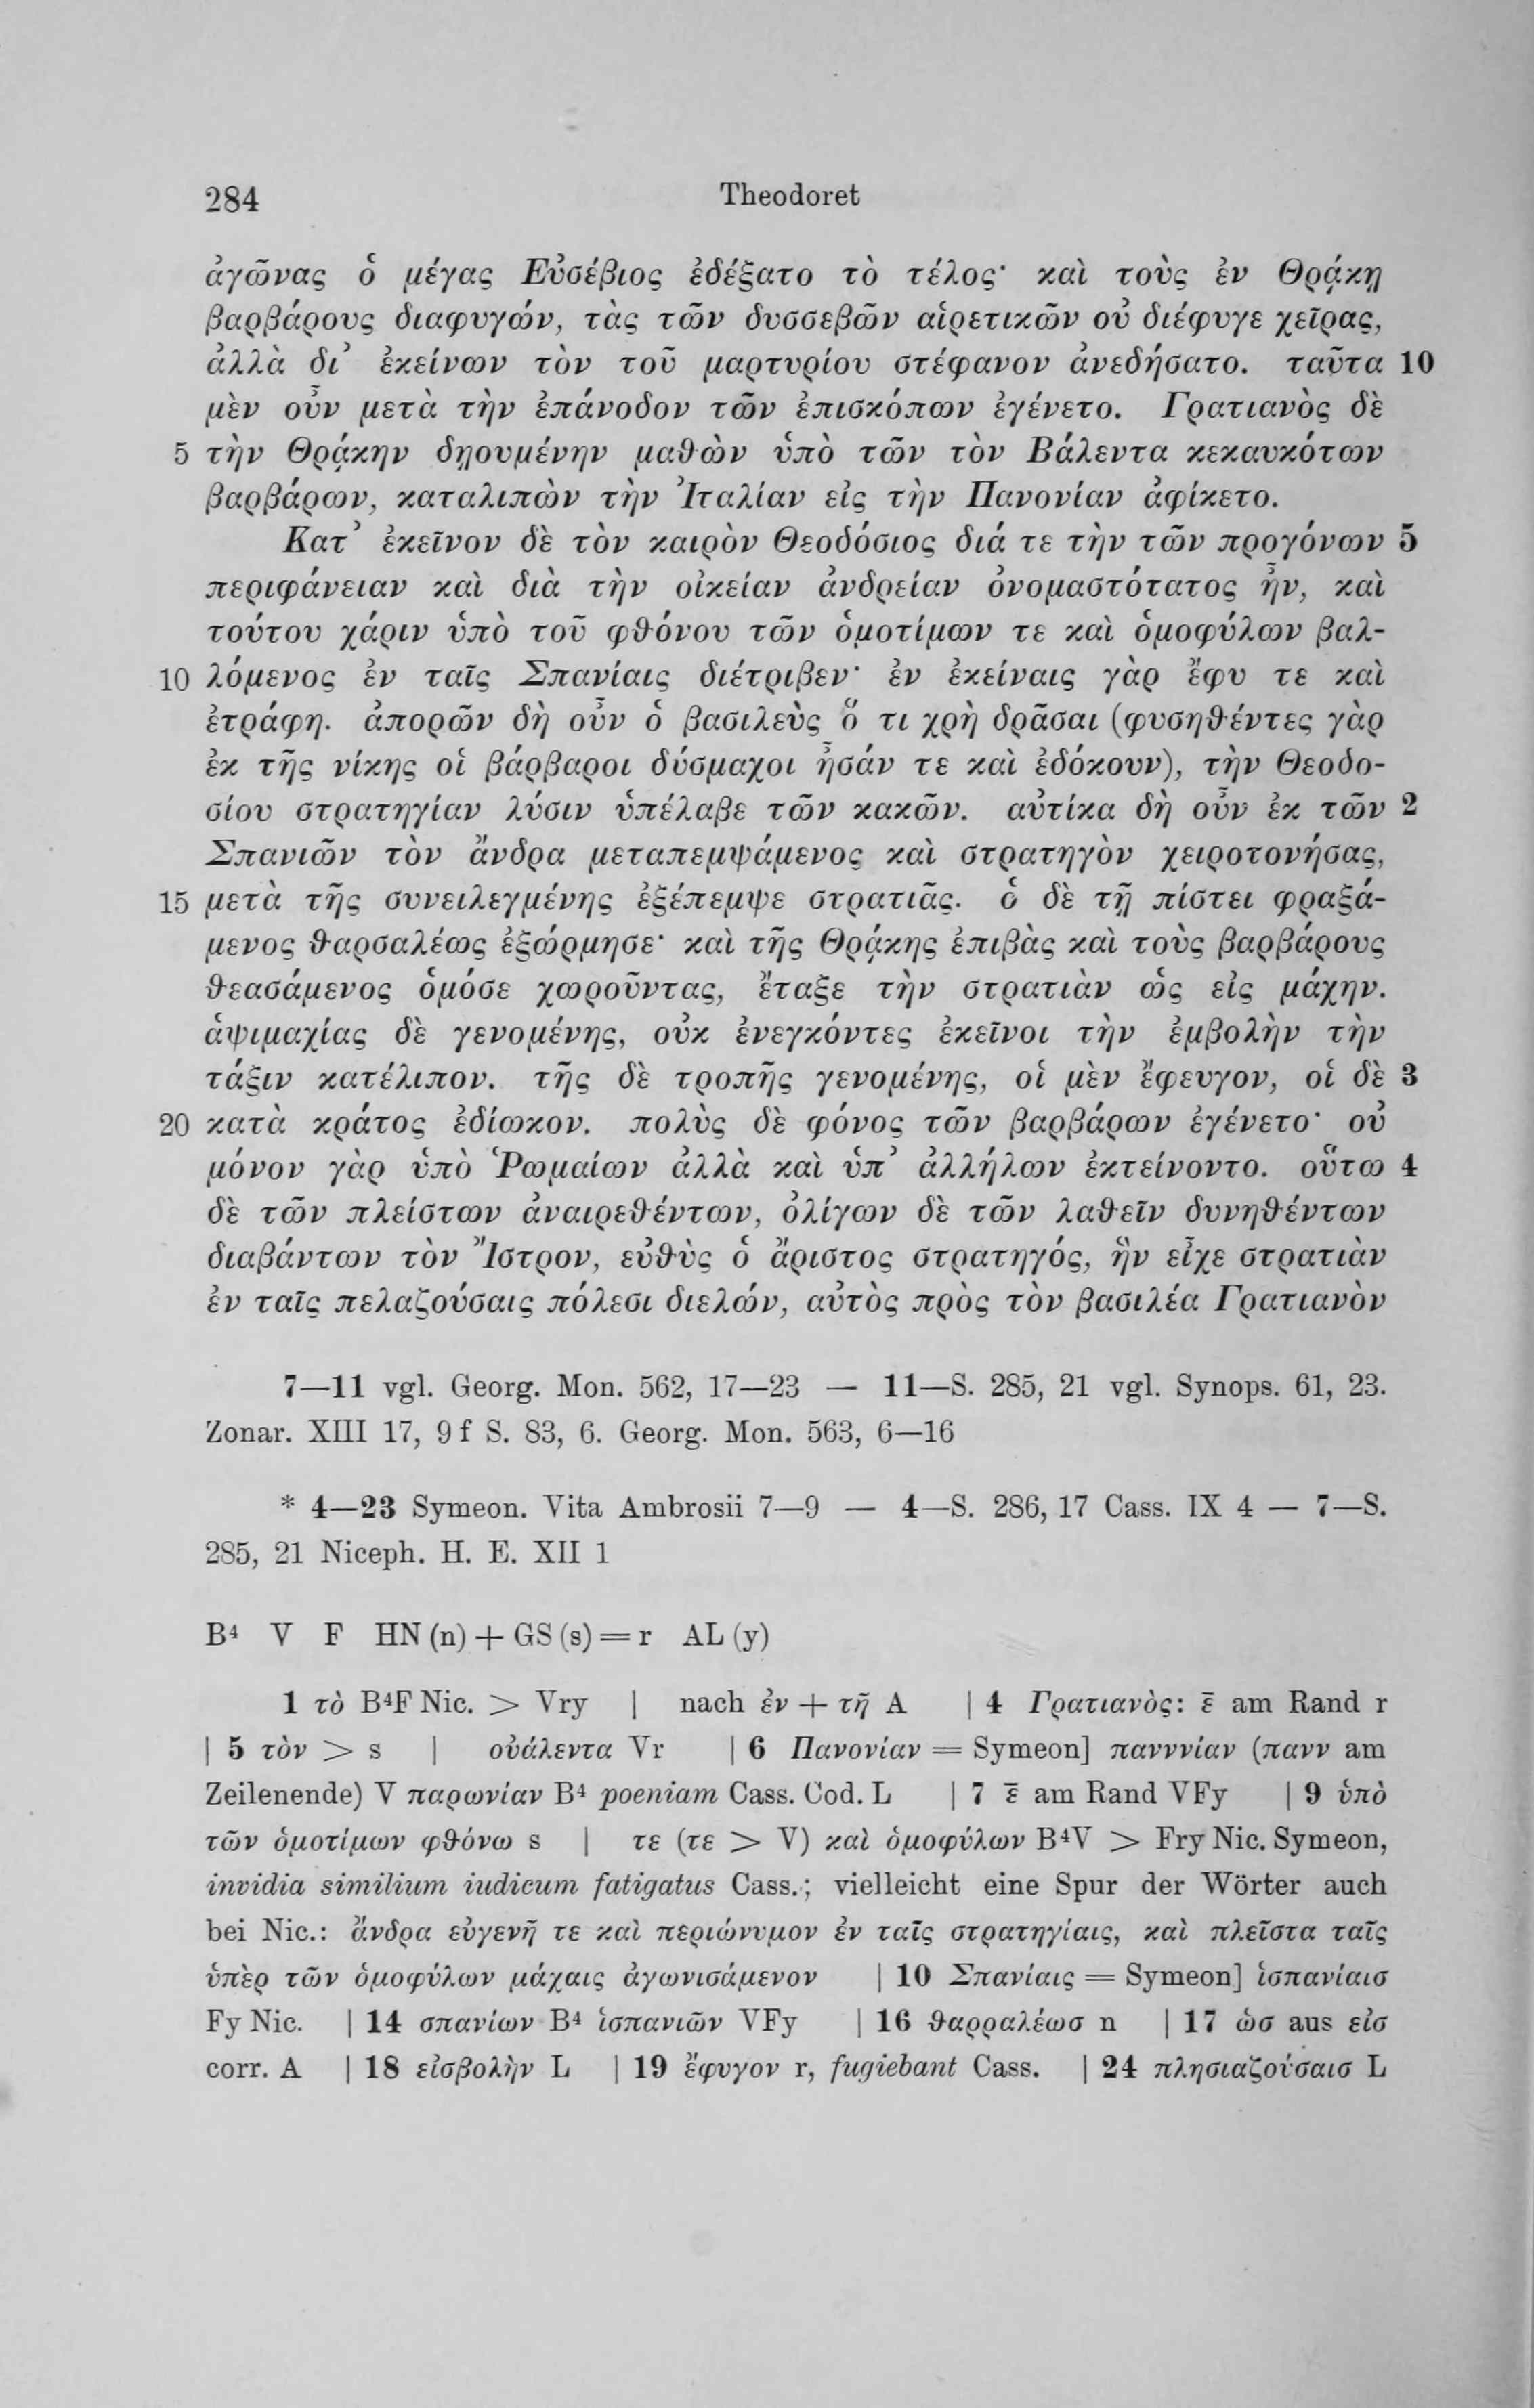 284 Theodoret
ἀγῶνας ὁ μέγας Εὐσέβιος ἐδέξατο τὸ τέλος· καὶ τοὺς ἐν Θρᾴκῃ
βαρβάρους διαφυγών, τὰς τῶν δυσσεβῶν αἱρετικῶν οὐ διέφυγε χεῖρας,
ἀλλὰ δι’ ἐκείνων τὸν τοῦ μαρτυρίου στέφανον ἀνεδήσατο. ταῦτα 10
μὲν οὖν μετὰ τὴν ἐπάνοδον τῶν ἐπισκόπων ἐγένετο. Γρατιανὸς δὲ
5 τὴν Θρᾴκην δῃουμένην μαθὼν ὑπὸ τῶν τὸν Βάλεντα κεκαυκότων
βαρβάρων, καταλιπὼν τὴν Ἰταλίαν εἰς τὴν Πανονίαν ἀφίκετο.
Κατ’ ἐκεῖνον δὲ τὸν καιρὸν Θεοδόσιος διά τε τὴν τῶν προγόνων 5
περιφάνειαν καὶ διὰ τὴν οἰκείαν ἀνδρείαν ὀνομαστότατος ἦν, καὶ
τούτου χάριν ὑπὸ τοῦ φθόνου τῶν ὁμοτίμων τε καὶ ὁμοφύλων βαλ-
10 λόμενος ἐν ταῖς Σπανίαις διέτριβεν· ἐν ἐκείναις γὰρ ἔφυ τε καὶ
ἐτράφη. ἀπορῶν δὴ οὖν ὁ βασιλεὺς ὅ τι χρὴ δρᾶσαι (φυσηθέντες γὰρ
ἐκ τῆς νίκης οἱ βάρβαροι δύσμαχοι ἦσάν τε καὶ ἐδόκουν), τὴν Θεοδο-
σίου στρατηγίαν λύσιν ὑπέλαβε τῶν κακῶν. αὐτίκα δὴ οὖν ἐκ τῶν 2
Σπανιῶν τὸν ἄνδρα μεταπεμψάμενος καὶ στρατηγὸν χειροτονήσας,
15 μετὰ τῆς συνειλεγμένης ἐξέπεμψε στρατιᾶς. ὁ δὲ τῇ πίστει φραξά-
μενος θαρσαλέως ἐξώρμησε· καὶ τῆς Θρᾴκης ἐπιβὰς καὶ τοὺς βαρβάρους
θεασάμενος ὁμόσε χωροῦντας, ἔταξε τὴν στρατιὰν ὡς εἰς μάχην.
ἁψιμαχίας δὲ γενομένης, οὐκ ἐνεγκόντες ἐκεῖνοι τὴν ἐμβολὴν τὴν
τάξιν κατέλιπον. τῆς δὲ τροπῆς γενομένης, οἱ μὲν ἔφευγον, οἱ δὲ 3
20 κατὰ κράτος ἐδίωκον. πολὺς δὲ φόνος τῶν βαρβάρων ἐγένετο· οὐ
μόνον γὰρ ὑπὸ Ῥωμαίων ἀλλὰ καὶ ὑπ’ ἀλλήλων ἐκτείνοντο. οὕτω 4
δὲ τῶν πλείστων ἀναιρεθέντων, ὀλίγων δὲ τῶν λαθεῖν δυνηθέντων
διαβάντων τὸν Ἴστρον, εὐθὺς ὁ ἄριστος στρατηγός, ἣν εἶχε στρατιὰν
ἐν ταῖς πελαζούσαις πόλεσι διελών, αὐτὸς πρὸς τὸν βασιλέα Γρατιανὸν
7—11 vgl. Georg. Mon. 562, 17—23 — 11—S. 285, 21 vgl. Synops. 61, 23.
Zonar. XIII 17, 9 f S. 83, 6. Georg. Mon. 563, 6—16
* 4—23 Symeon. Vita Ambrosii 7—9 — 4—S. 286, 17 Cass. IX 4 — 7—S.
285, 21 Niceph. H. E. XII 1
B⁴ V F HN (n) + GS (s) = r AL (y)
1 τὸ B⁴F Nic. > Vry | nach ἐν + τῆ A | 4 Γρατιανὸς: ε̄ am Rand r
| 5 τὸν > s | οὐάλεντα Vr | 6 Πανονίαν = Symeon] πανννίαν (πανν am
Zeilenende) V παρωνίαν B⁴ poeniam Cass. Cod. L | 7 ε̄ am Rand VFy | 9 ὑπὸ
τῶν ὁμοτίμων φθόνω s | τε (τε > V) καὶ ὁμοφύλων B⁴V > Fry Nic. Symeon,
invidia similium iudicum fatigatus Cass.; vielleicht eine Spur der Wörter auch
bei Nic.: ἄνδρα εὐγενῆ τε καὶ περιώνυμον ἐν ταῖς στρατηγίαις, καὶ πλεῖστα ταῖς
ὑπὲρ τῶν ὁμοφύλων μάχαις ἀγωνισάμενον | 10 Σπανίαις = Symeon] ἱσπανίαισ
Fy Nic. | 14 σπανίων B⁴ ἱσπανιῶν VFy | 16 θαρραλέωσ n | 17 ὡσ aus εἰσ
corr. A | 18 εἰσβολὴν L | 19 ἔφυγον r, fugiebant Cass. | 24 πλησιαζούσαισ L